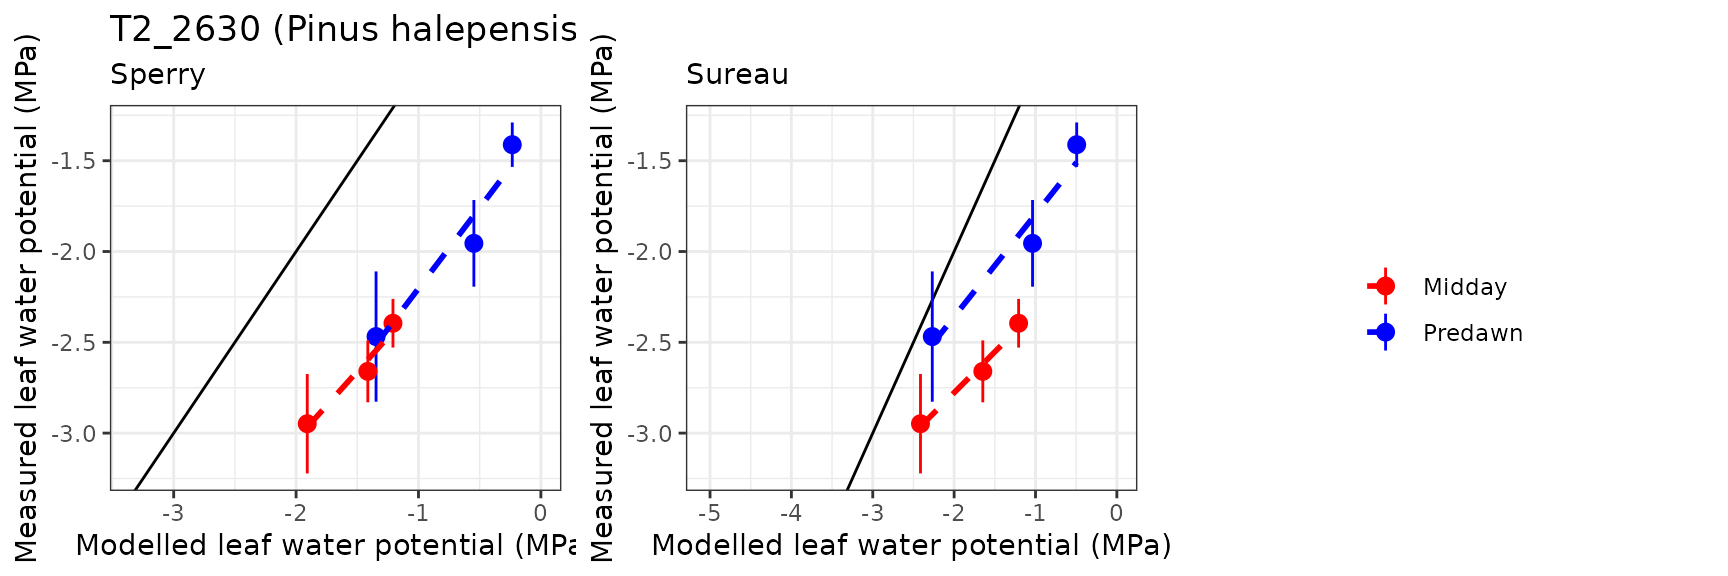 T2_2630 (Pinus halepensis
Sperry
Measured leaf water potential (MPa)
-1.5
-2.0
-2.5
-3.0
-3
-2
-1
0
Modelled leaf water potential (MPa
Sureau
Measured leaf water potential (MPa)
-1.5
-2.0
-2.5
-3.0
-5
-4
-3
-2
-1
0
Modelled leaf water potential (MPa)
Midday
Predawn